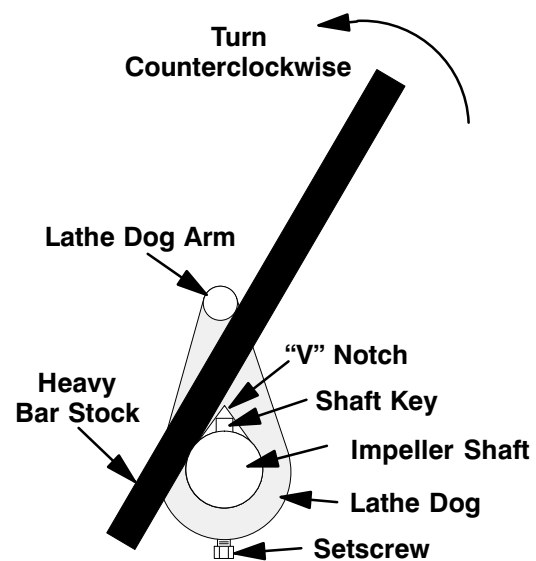 Turn
Counterclockwise
Lathe Dog Arm
“V” Notch
Heavy
Bar Stock
Shaft Key
Impeller Shaft
Lathe Dog
Setscrew